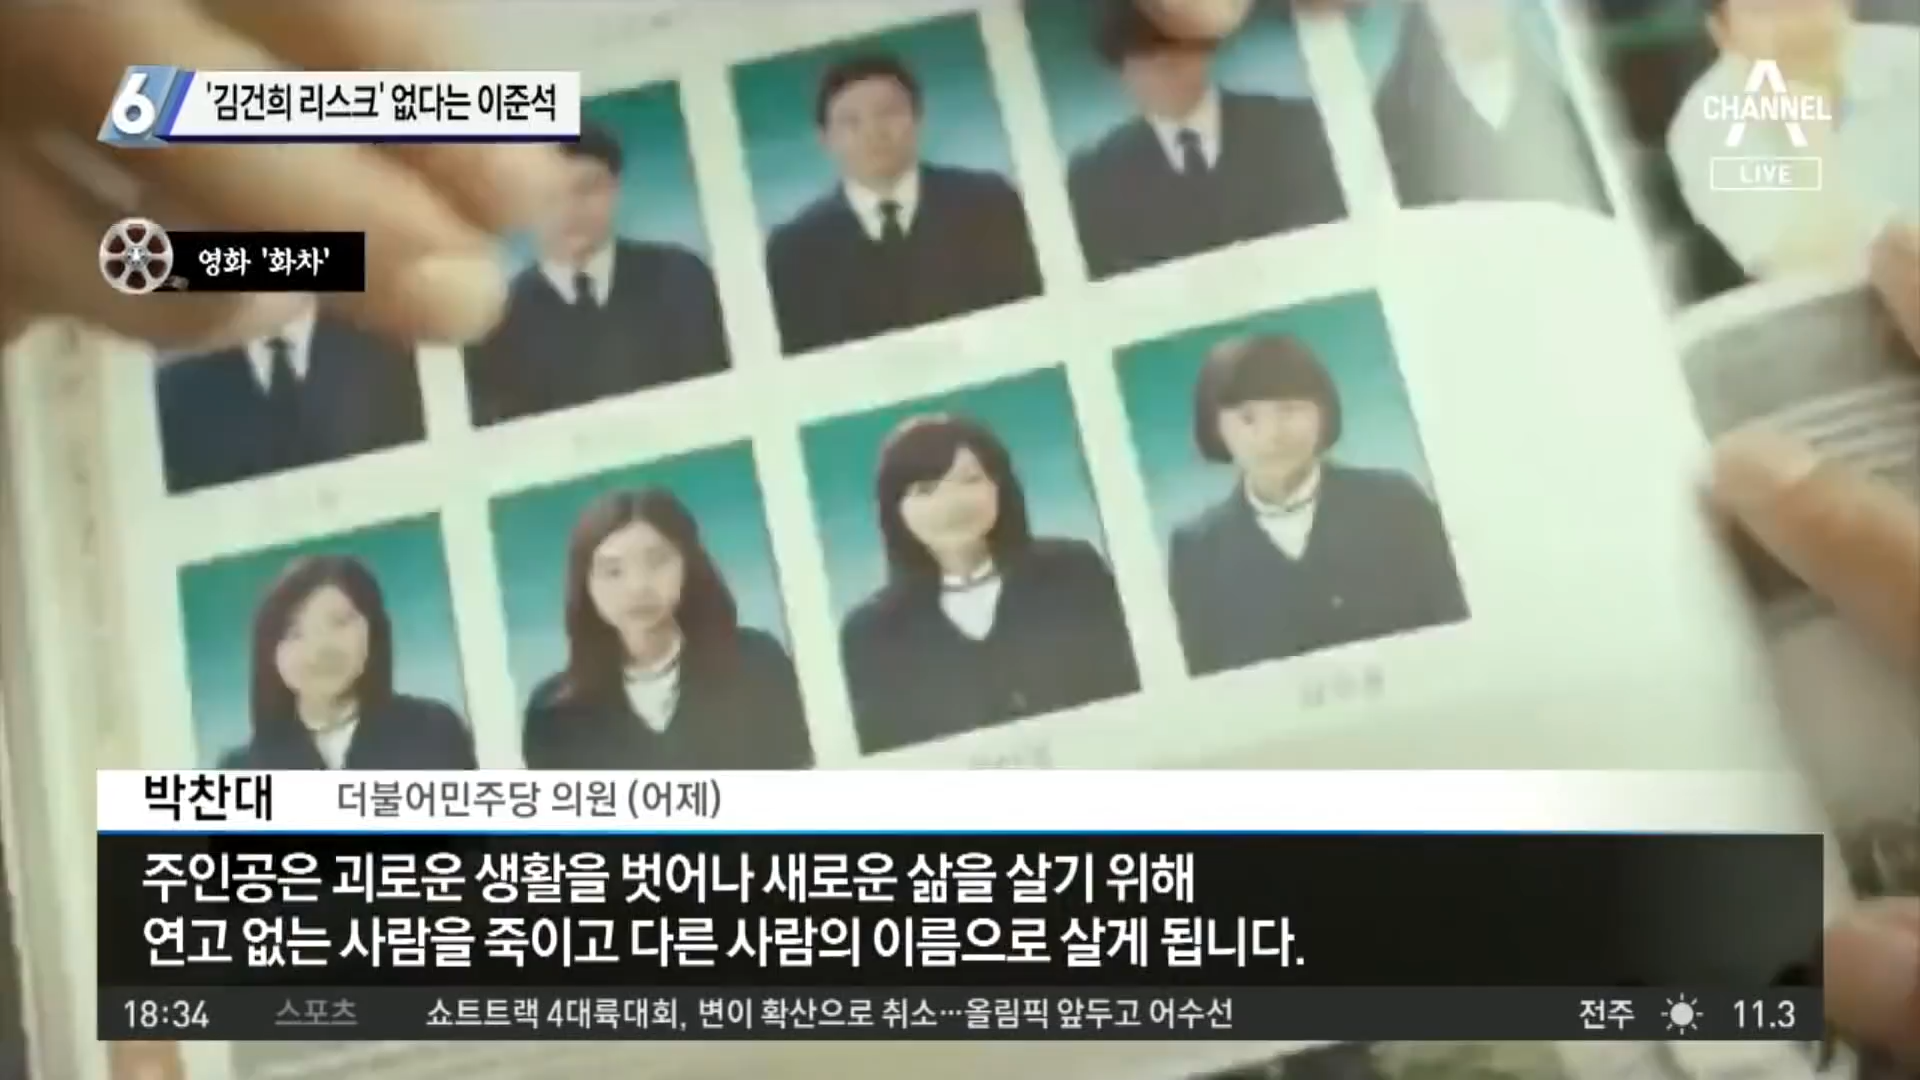 6 '김건희 리스크' 없다는 이준석
CHANNEL A
LIVE
영화 '화차'
박찬대 더불어민주당 의원 (어제)
주인공은 괴로운 생활을 벗어나 새로운 삶을 살기 위해
연고 없는 사람을 죽이고 다른 사람의 이름으로 살게 됩니다.
18:34 스포츠 쇼트트랙 4대륙대회, 변이 확산으로 취소…올림픽 앞두고 어수선 전주 11.3